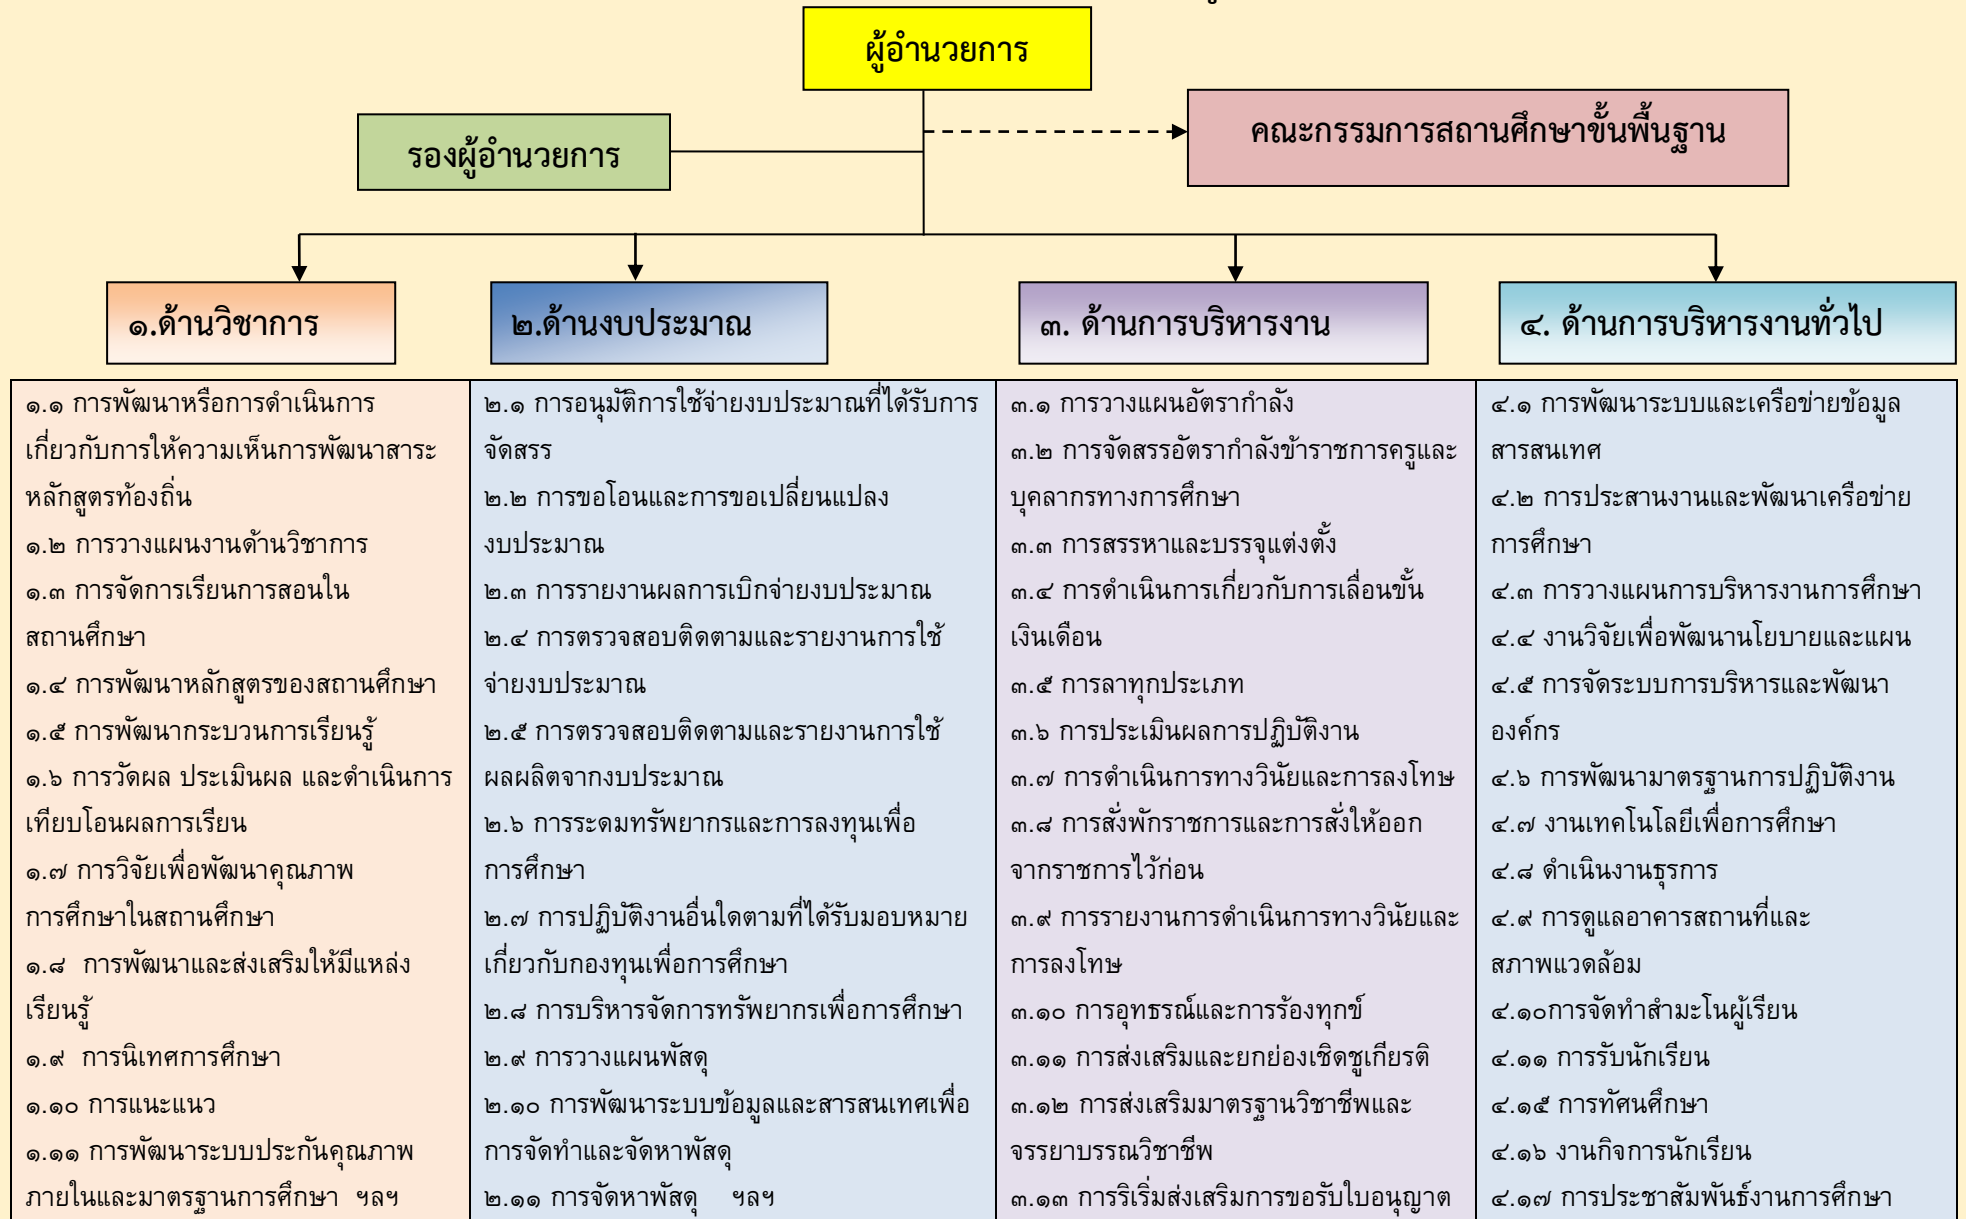 ผู้อำนวยการ
คณะกรรมการสถานศึกษาขั้นพื้นฐาน
รองผู้อำนวยการ
๑.ด้านวิชาการ
๒.ด้านงบประมาณ
๓. ด้านการบริหารงาน
๔. ด้านการบริหารงานทั่วไป
๑.๑ การพัฒนาหรือการดำเนินการ
เกี่ยวกับการให้ความเห็นการพัฒนาสาระ
หลักสูตรท้องถิ่น
๑.๒ การวางแผนงานด้านวิชาการ
๑.๓ การจัดการเรียนการสอนใน
สถานศึกษา
๑.๔ การพัฒนาหลักสูตรของสถานศึกษา
๑.๕ การพัฒนากระบวนการเรียนรู้
๑.๖ การวัดผล ประเมินผล และดำเนินการ
เทียบโอนผลการเรียน
๑.๗ การวิจัยเพื่อพัฒนาคุณภาพ
การศึกษาในสถานศึกษา
๑.๘ การพัฒนาและส่งเสริมให้มีแหล่ง
เรียนรู้
๑.๙ การนิเทศการศึกษา
๑.๑๐ การแนะแนว
๑.๑๑ การพัฒนาระบบประกันคุณภาพ
ภายในและมาตรฐานการศึกษา ฯลฯ
๒.๑ การอนุมัติการใช้จ่ายงบประมาณที่ได้รับการ
จัดสรร
๒.๒ การขอโอนและการขอเปลี่ยนแปลง
งบประมาณ
๒.๓ การรายงานผลการเบิกจ่ายงบประมาณ
๒.๔ การตรวจสอบติดตามและรายงานการใช้
จ่ายงบประมาณ
๒.๕ การตรวจสอบติดตามและรายงานการใช้
ผลผลิตจากงบประมาณ
๒.๖ การระดมทรัพยากรและการลงทุนเพื่อ
การศึกษา
๒.๗ การปฏิบัติงานอื่นใดตามที่ได้รับมอบหมาย
เกี่ยวกับกองทุนเพื่อการศึกษา
๒.๘ การบริหารจัดการทรัพยากรเพื่อการศึกษา
๒.๙ การวางแผนพัสดุ
๒.๑๐ การพัฒนาระบบข้อมูลและสารสนเทศเพื่อ
การจัดทำและจัดหาพัสดุ
๒.๑๑ การจัดหาพัสดุ ฯลฯ
๓.๑ การวางแผนอัตรากำลัง
๓.๒ การจัดสรรอัตรากำลังข้าราชการครูและ
บุคลากรทางการศึกษา
๓.๓ การสรรหาและบรรจุแต่งตั้ง
๓.๔ การดำเนินการเกี่ยวกับการเลื่อนขั้น
เงินเดือน
๓.๕ การลาทุกประเภท
๓.๖ การประเมินผลการปฏิบัติงาน
๓.๗ การดำเนินการทางวินัยและการลงโทษ
๓.๘ การสั่งพักราชการและการสั่งให้ออก
จากราชการไว้ก่อน
๓.๙ การรายงานการดำเนินการทางวินัยและ
การลงโทษ
๓.๑๐ การอุทธรณ์และการร้องทุกข์
๓.๑๑ การส่งเสริมและยกย่องเชิดชูเกียรติ
๓.๑๒ การส่งเสริมมาตรฐานวิชาชีพและ
จรรยาบรรณวิชาชีพ
๓.๑๓ การริเริ่มส่งเสริมการขอรับใบอนุญาต
๔.๑ การพัฒนาระบบและเครือข่ายข้อมูล
สารสนเทศ
๔.๒ การประสานงานและพัฒนาเครือข่าย
การศึกษา
๔.๓ การวางแผนการบริหารงานการศึกษา
๔.๔ งานวิจัยเพื่อพัฒนานโยบายและแผน
๔.๕ การจัดระบบการบริหารและพัฒนา
องค์กร
๔.๖ การพัฒนามาตรฐานการปฏิบัติงาน
๔.๗ งานเทคโนโลยีเพื่อการศึกษา
๔.๘ ดำเนินงานธุรการ
๔.๙ การดูแลอาคารสถานที่และ
สภาพแวดล้อม
๔.๑๐การจัดทำสำมะโนผู้เรียน
๔.๑๑ การรับนักเรียน
๔.๑๕ การทัศนศึกษา
๔.๑๖ งานกิจการนักเรียน
๔.๑๗ การประชาสัมพันธ์งานการศึกษา